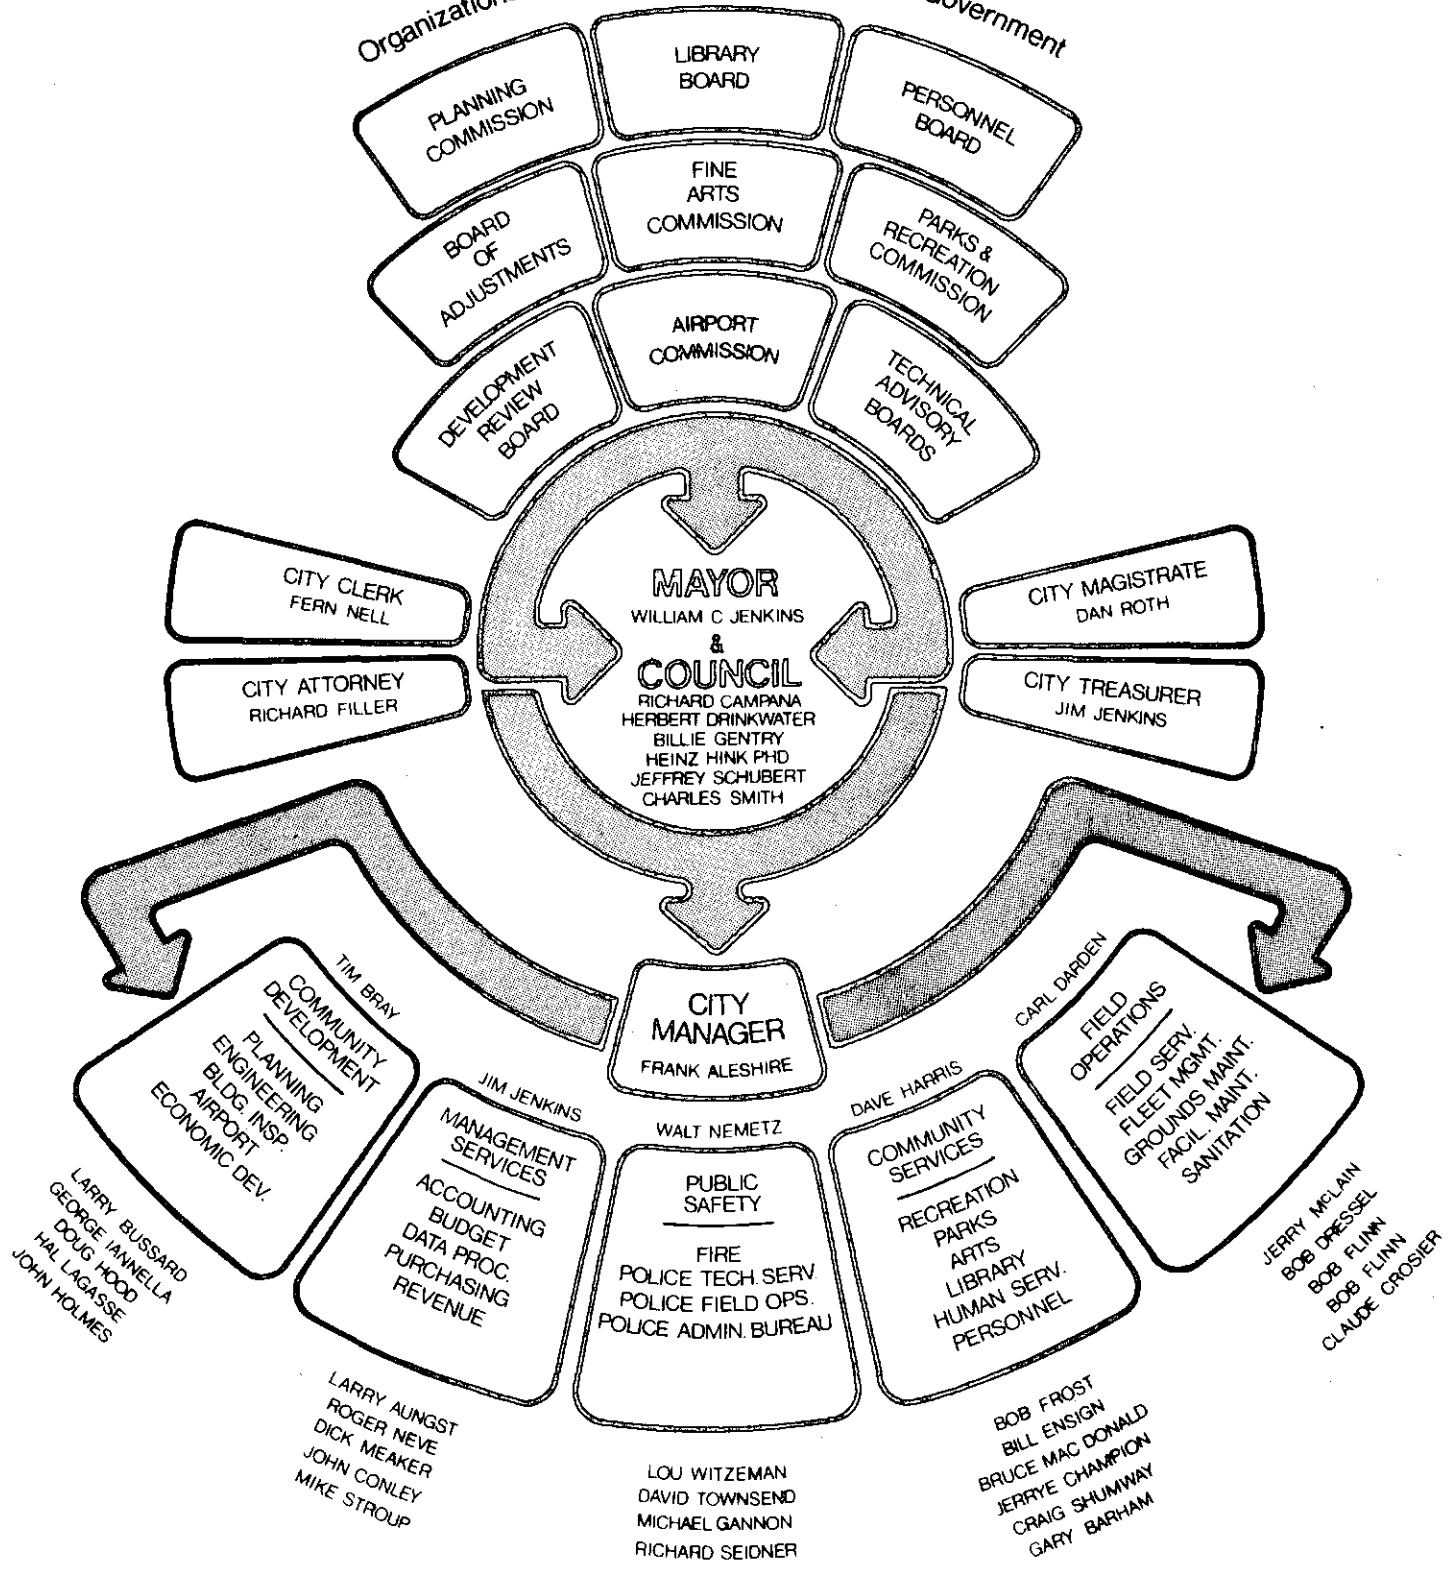 Organization
Government
PLANNING
COMMISSION
LIBRARY
BOARD
PERSONNEL
BOARD
BOARD
OF
ADJUSTMENTS
FINE
ARTS
COMMISSION
PARKS &
RECREATION
COMMISSION
DEVELOPMENT
REVIEW
BOARD
AIRPORT
COMMISSION
TECHNICAL
ADVISORY
BOARDS
CITY CLERK
FERN NELL
CITY ATTORNEY
RICHARD FILLER
MAYOR
WILLIAM C JENKINS
&
COUNCIL
RICHARD CAMPANA
HERBERT DRINKWATER
BILLIE GENTRY
HEINZ HINK PHD
JEFFREY SCHUBERT
CHARLES SMITH
CITY MAGISTRATE
DAN ROTH
CITY TREASURER
JIM JENKINS
CITY
MANAGER
FRANK ALESHIRE
TIM BRAY
COMMUNITY
DEVELOPMENT
PLANNING
ENGINEERING
BLDG. INSP.
AIRPORT
ECONOMIC DEV.
LARRY BUSSARD
GEORGE IANNELLA
DOUG HOOD
HAL LAGASSE
JOHN HOLMES
JIM JENKINS
MANAGEMENT
SERVICES
ACCOUNTING
BUDGET
DATA PROC.
PURCHASING
REVENUE
LARRY AUNGST
ROGER NEVE
DICK MEAKER
JOHN CONLEY
MIKE STROUP
WALT NEMETZ
PUBLIC
SAFETY
FIRE
POLICE TECH. SERV.
POLICE FIELD OPS.
POLICE ADMIN. BUREAU
LOU WITZEMAN
DAVID TOWNSEND
MICHAEL GANNON
RICHARD SEIDNER
DAVE HARRIS
COMMUNITY
SERVICES
RECREATION
PARKS
ARTS
LIBRARY
HUMAN SERV.
PERSONNEL
BOB FROST
BILL ENSIGN
BRUCE MAC DONALD
JERRYE CHAMPION
CRAIG SHUMWAY
GARY BARHAM
CARL DARDEN
FIELD
OPERATIONS
FIELD SERV.
FLEET MGMT.
GROUNDS MAINT.
FACIL. MAINT.
SANITATION
JERRY McLAIN
BOB DRESSEL
BOB FLINN
BOB FLINN
CLAUDE CROSIER